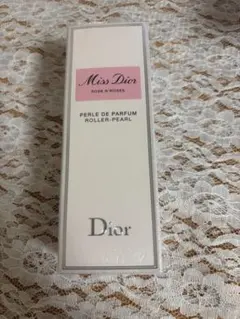 Miss Dior
ROSE N'ROSES
PERLE DE PARFUM
ROLLER-PEARL
Dior